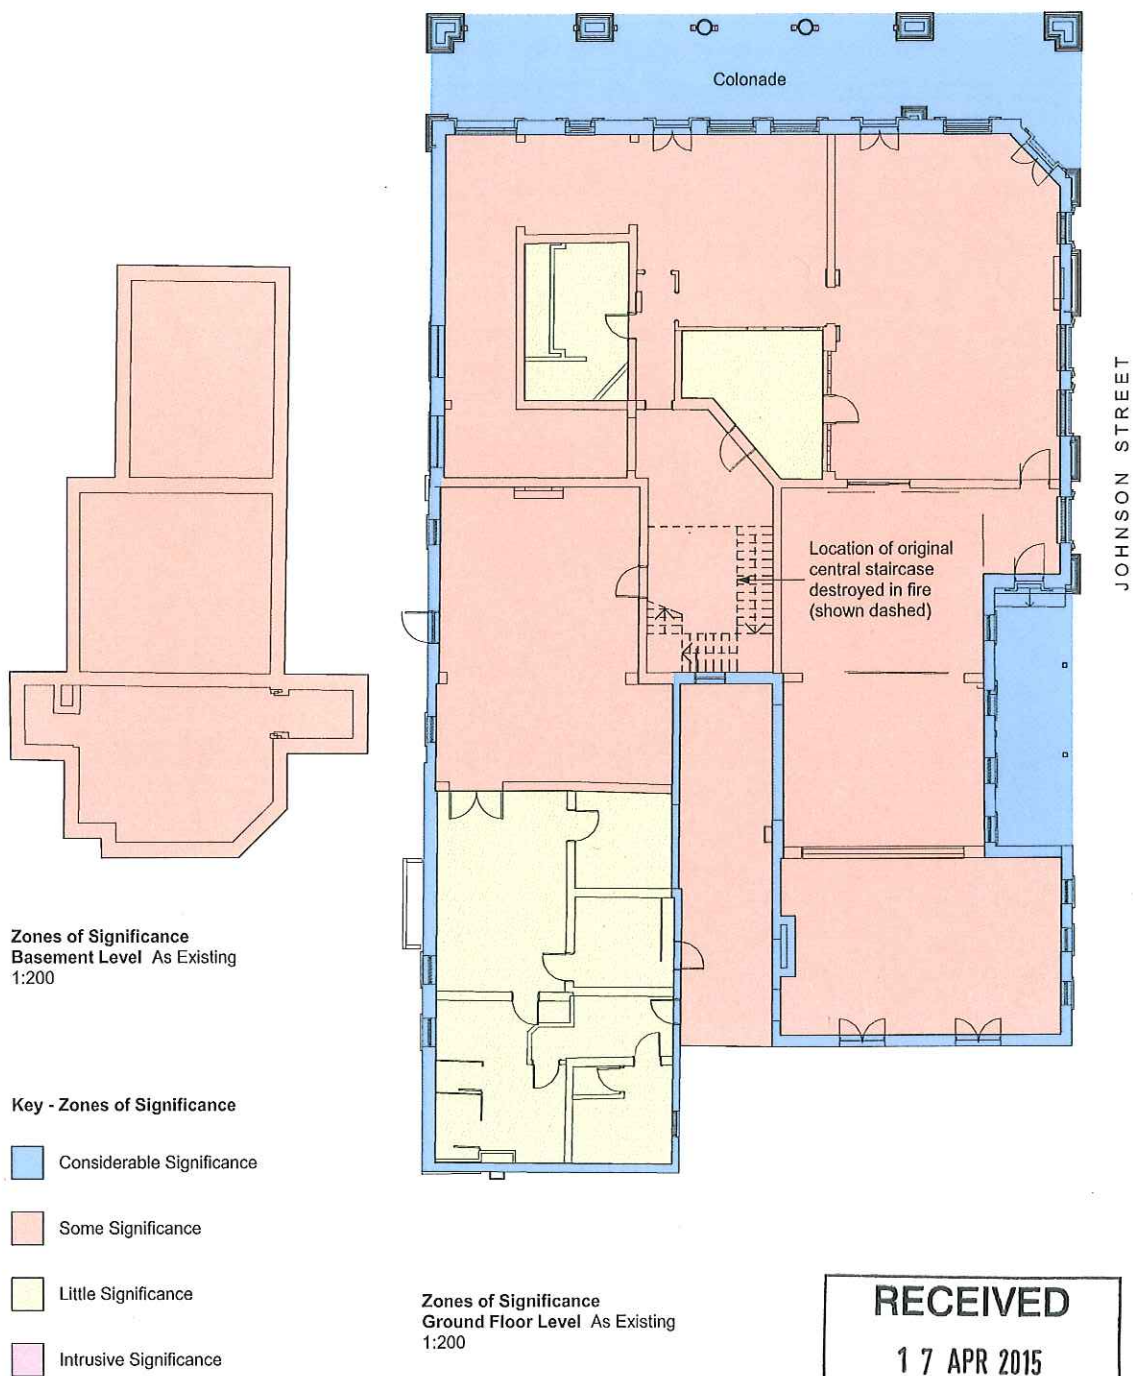 Colonade
JOHNSON STREET
Location of original
central staircase
destroyed in fire
(shown dashed)
Zones of Significance
Basement Level As Existing
1:200
Key - Zones of Significance
Considerable Significance
Some Significance
Little Significance
Intrusive Significance
Zones of Significance
Ground Floor Level As Existing
1:200
RECEIVED
17 APR 2015